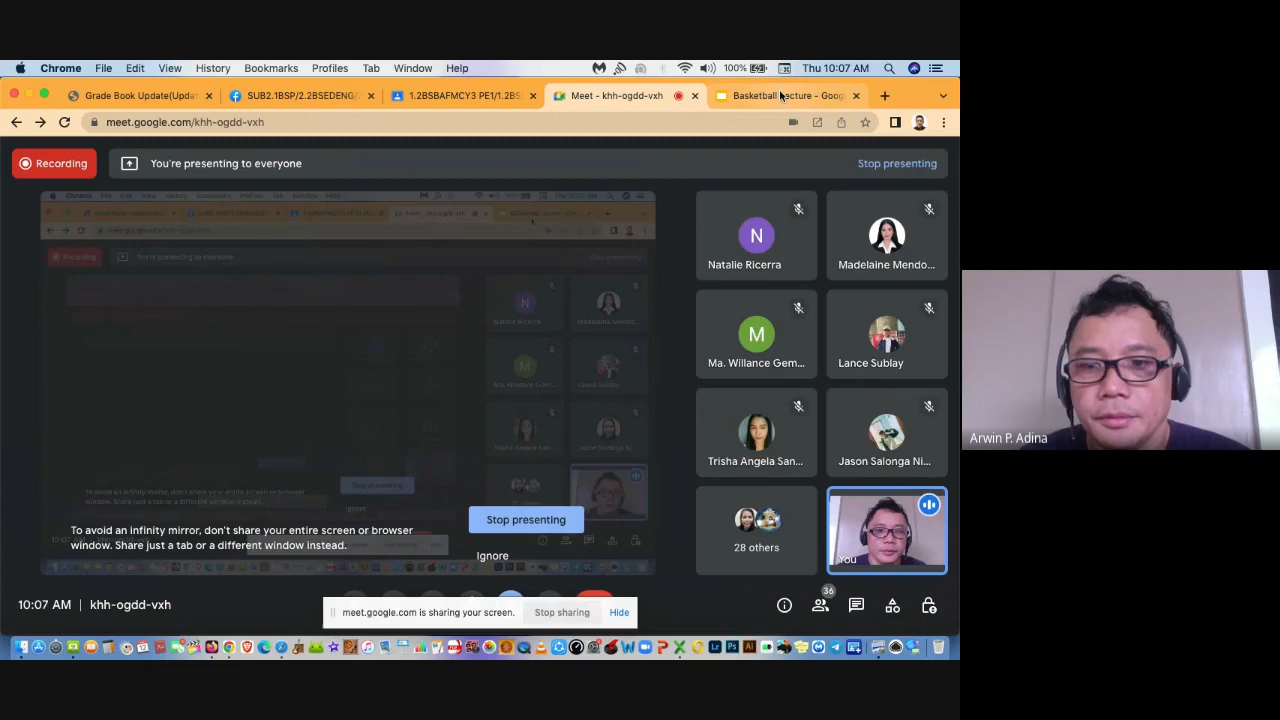 Chrome File Edit View History Bookmarks Profiles Tab Window Help 100% Thu 10:07 AM
Grade Book Update(Updat SUB2.1BSP/2.2BSEDENG/ 1.2BSBAFMCY3 PE1/1.2BS Meet - khh-ogdd-vxh Basketball Lecture - Goog
meet.google.com/khh-ogdd-vxh
Recording You're presenting to everyone Stop presenting
Natalie Ricerra Madelaine Mendo...
M
Ma. Willance Gem... Lance Sublay
Trisha Angela San... Jason Salonga Ni...
N
28 others You
To avoid an infinity mirror, don't share your entire screen or browser
window. Share just a tab or a different window instead.
Stop presenting
Ignore
10:07 AM | khh-ogdd-vxh
meet.google.com is sharing your screen. Stop sharing Hide
36
Arwin P. Adina